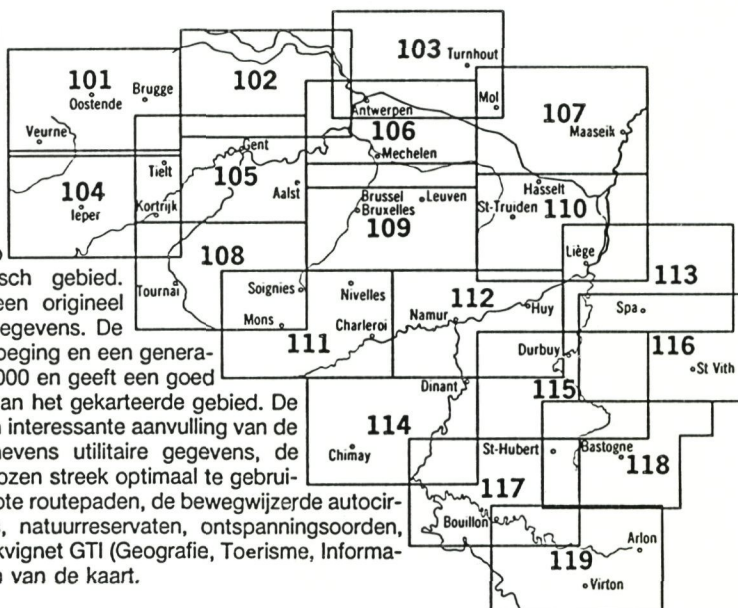 103 Turnhout
101
Oostende
Brugge
102
Veurne
Antwerpen
Mol
107
Maaseik
106
Mechelen
Gent
Tielt
105
Aalst
104
Ieper
Kortrijk
Brussel
Bruxelles
109
Leuven
Hasselt
St-Truiden
110
108
Tournai
Soignies
Nivelles
Liège
113
Mons
Charleroi
111
112
Namur
Huy
Spa
116
St Vith
Durbuy
115
Dinant
114
Chimay
St-Hubert
Bastogne
118
117
Bouillon
Arlon
119
Virton
sch gebied.
een origineel
egevens. De
oeging en een genera-
000 en geeft een goed
an het gekarteerde gebied. De
interessante aanvulling van de
evens utilitaire gegevens, de
ozen streek optimaal te gebrui-
ote routepaden, de bewegwijzerde autocir-
, natuurreservaten, ontspanningsoorden,
kvignet GTI (Geografie, Toerisme, Informa-
van de kaart.